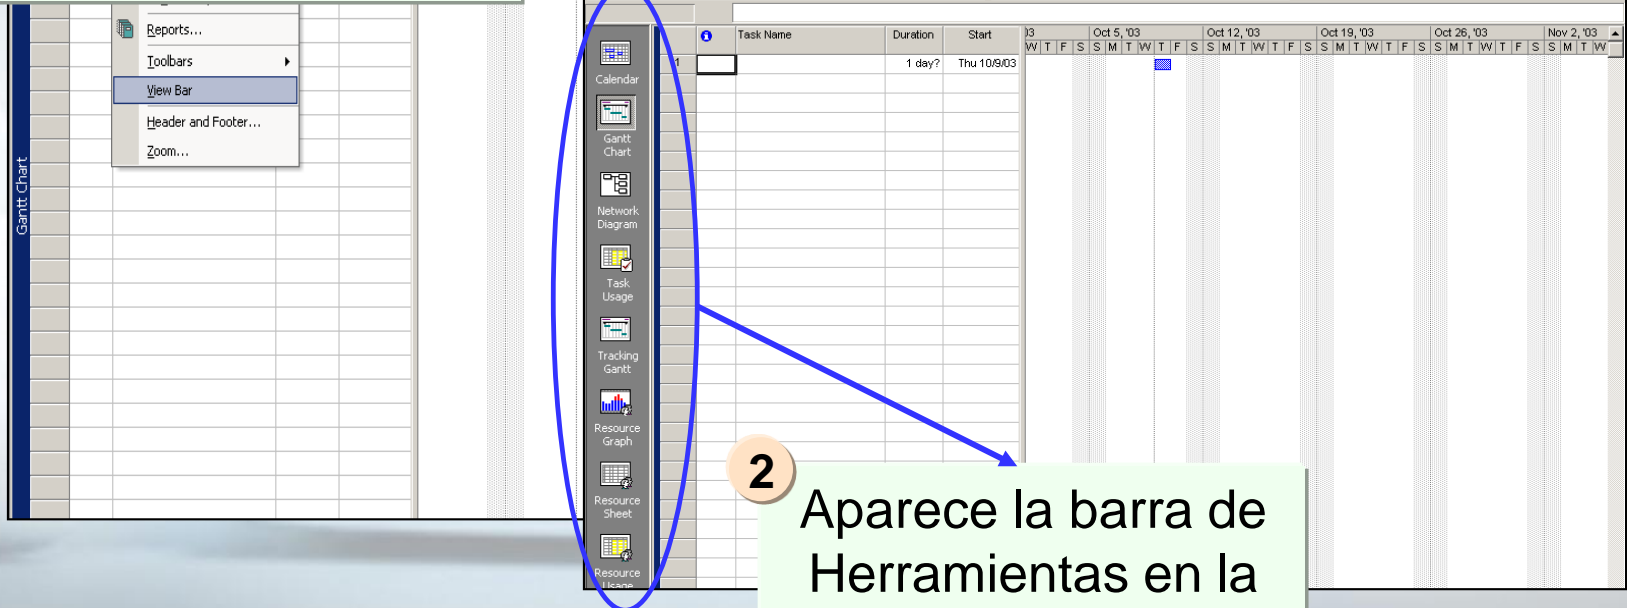 Reports...
Toolbars
View Bar
Header and Footer...
Zoom...
Gantt Chart
Task Name Duration Start
03 Oct 5, '03 Oct 12, '03 Oct 19, '03 Oct 26, '03 Nov 2, '03
W T F S S M T W T F S S M T W T F S S M T W T F S S M T W T F S S M T W
1 1 day? Thu 10/9/03
Calendar
Gantt
Chart
Network
Diagram
Task
Usage
Tracking
Gantt
Resource
Graph
Resource
Sheet
Resource
Usage
2
Aparece la barra de
Herramientas en la